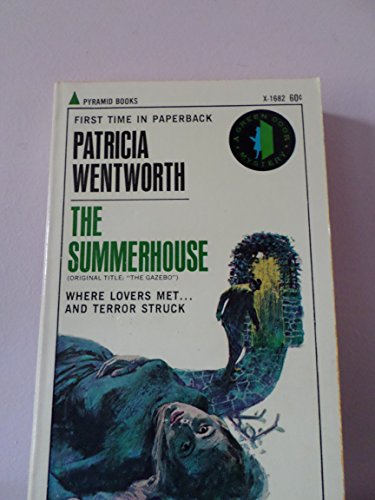 PYRAMID BOOKS
X-1682 60¢
FIRST TIME IN PAPERBACK
PATRICIA
WENTWORTH
A GREEN DOOR
MYSTERY
THE
SUMMERHOUSE
(ORIGINAL TITLE: "THE GAZEBO")
WHERE LOVERS MET...
AND TERROR STRUCK